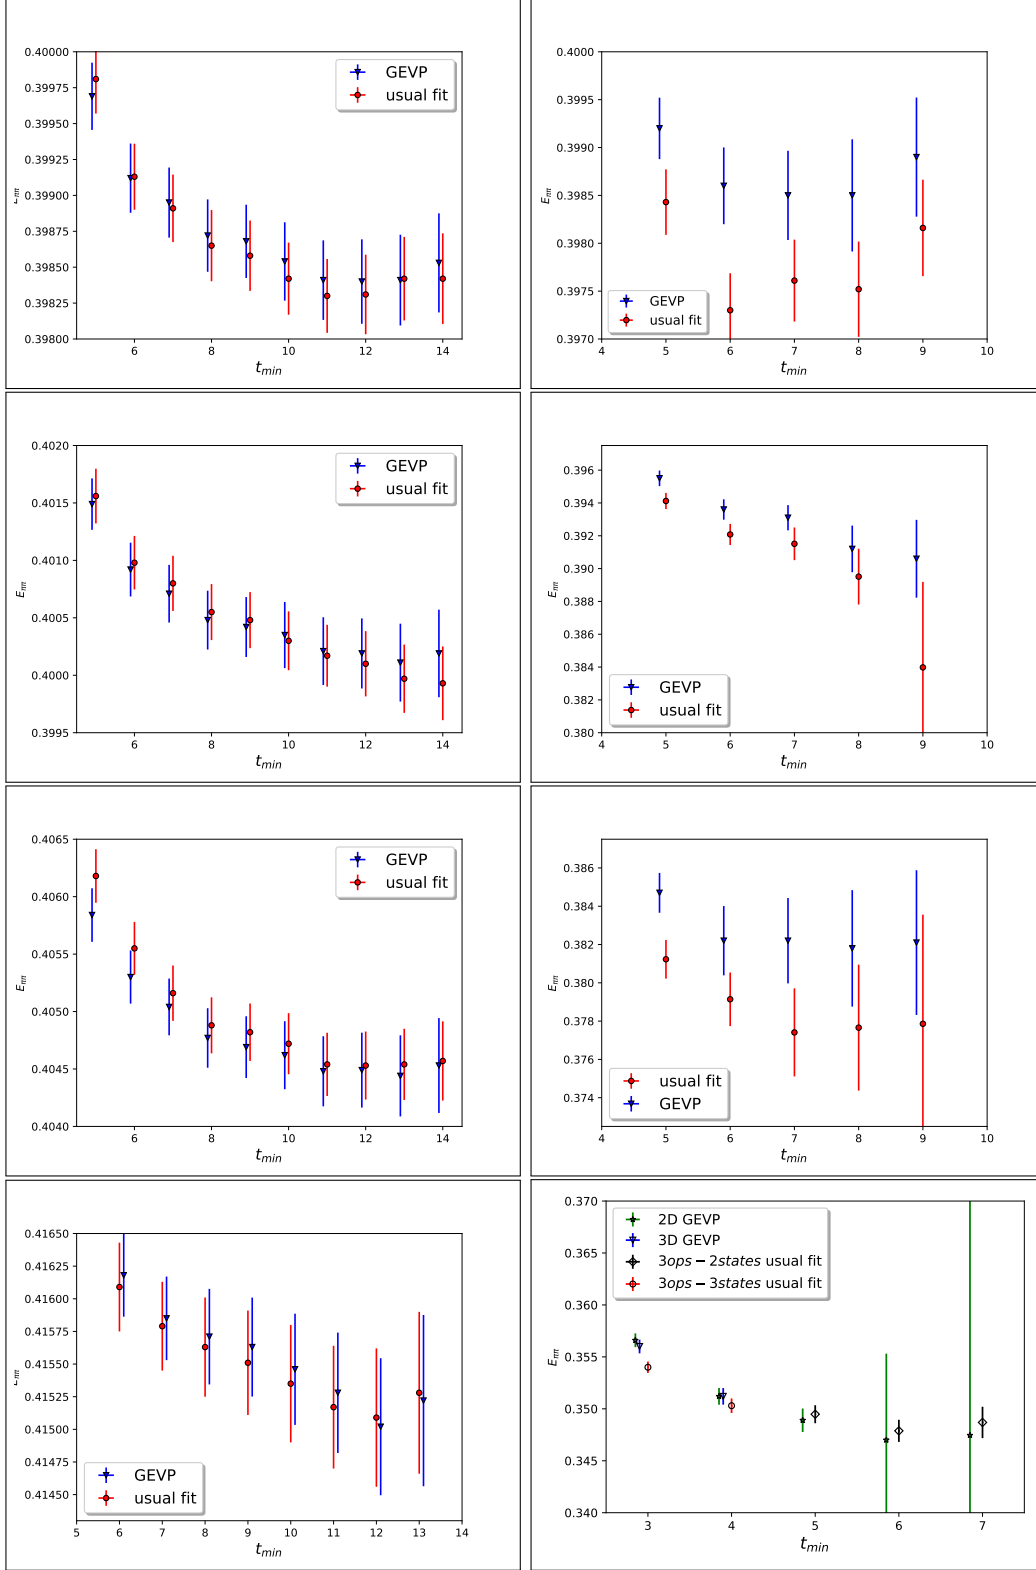 0.40000
0.39975
0.39950
0.39925
0.39900
0.39875
0.39850
0.39825
0.39800
6 8 10 12 14
t_min
GEVP
usual fit
0.4000
0.3995
0.3990
0.3985
0.3980
0.3975
0.3970
E_ππ
4 5 6 7 8 9 10
t_min
GEVP
usual fit
0.4020
0.4015
0.4010
0.4005
0.4000
0.3995
E_ππ
6 8 10 12 14
t_min
GEVP
usual fit
0.396
0.394
0.392
0.390
0.388
0.386
0.384
0.382
0.380
E_ππ
4 5 6 7 8 9 10
t_min
GEVP
usual fit
0.4065
0.4060
0.4055
0.4050
0.4045
0.4040
E_ππ
6 8 10 12 14
t_min
GEVP
usual fit
0.386
0.384
0.382
0.380
0.378
0.376
0.374
E_ππ
4 5 6 7 8 9 10
t_min
usual fit
GEVP
0.41650
0.41625
0.41600
0.41575
0.41550
0.41525
0.41500
0.41475
0.41450
5 6 7 8 9 10 11 12 13 14
t_min
GEVP
usual fit
0.370
0.365
0.360
0.355
0.350
0.345
0.340
E_ππ
3 4 5 6 7
t_min
2D GEVP
3D GEVP
3ops − 2states usual fit
3ops − 3states usual fit